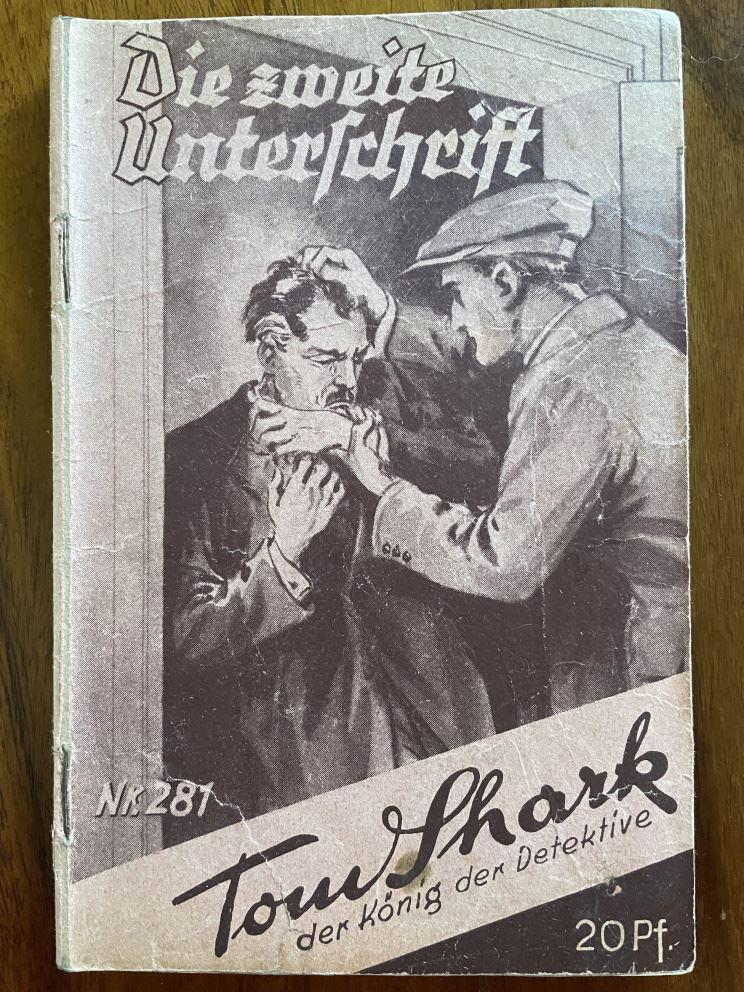 Die zweite
Unterschrift
Nr. 281
Tom Shark
der König der Detektive
20 Pf.